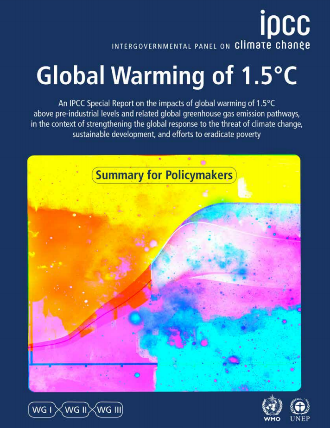 ipcc
INTERGOVERNMENTAL PANEL ON climate change
Global Warming of 1.5°C
An IPCC Special Report on the impacts of global warming of 1.5°C
above pre-industrial levels and related global greenhouse gas emission pathways,
in the context of strengthening the global response to the threat of climate change,
sustainable development, and efforts to eradicate poverty
Summary for Policymakers
WG I WG II WG III
WMO UNEP